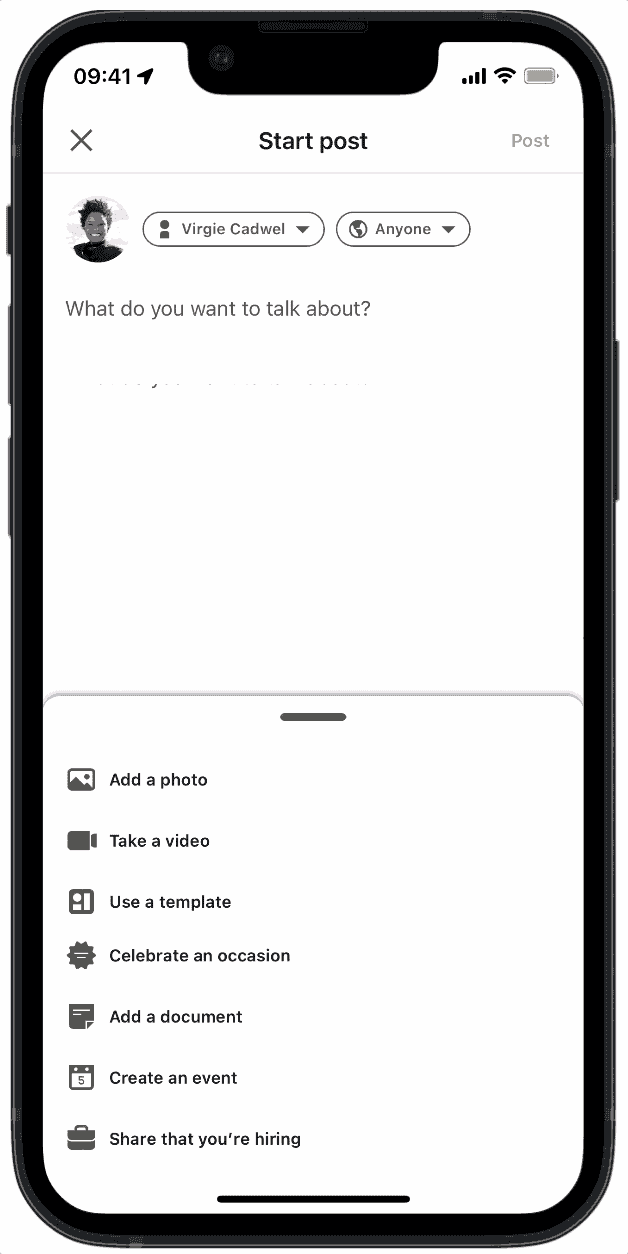 09:41
Start post
Post
Virgie Cadwel
Anyone
What do you want to talk about?
Add a photo
Take a video
Use a template
Celebrate an occasion
Add a document
5
Create an event
Share that you’re hiring